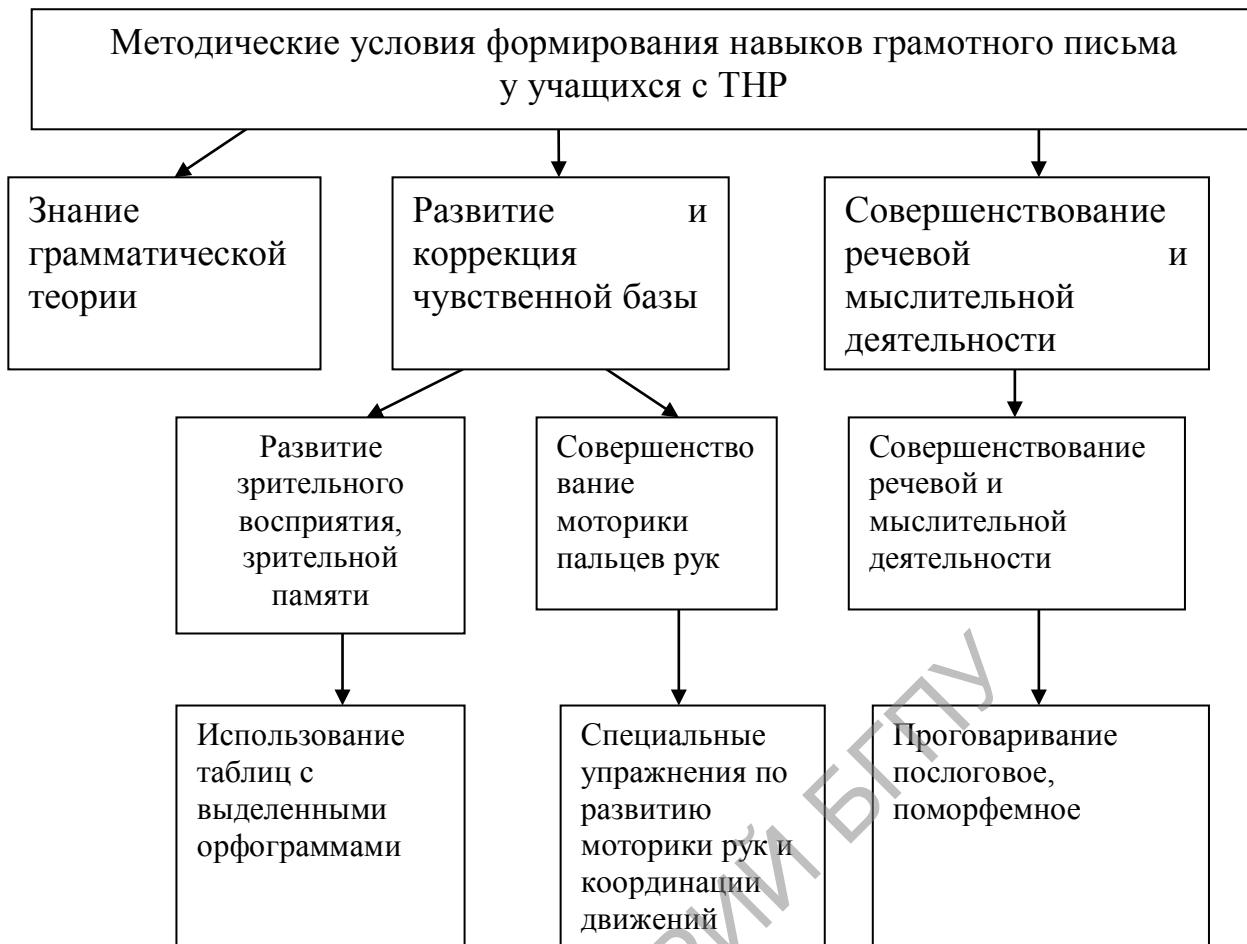 Методические условия формирования навыков грамотного письма
у учащихся с ТНР
Знание
грамматической
теории
Развитие и
коррекция
чувственной базы
Совершенствование
речевой и
мыслительной
деятельности
Развитие
зрительного
восприятия,
зрительной
памяти
Совершенство
вание
моторики
пальцев рук
Совершенствование
речевой и
мыслительной
деятельности
Использование
таблиц с
выделенными
орфограммами
Специальные
упражнения по
развитию
моторики рук и
координации
движений
Проговаривание
послоговое,
поморфемное
БГПУ